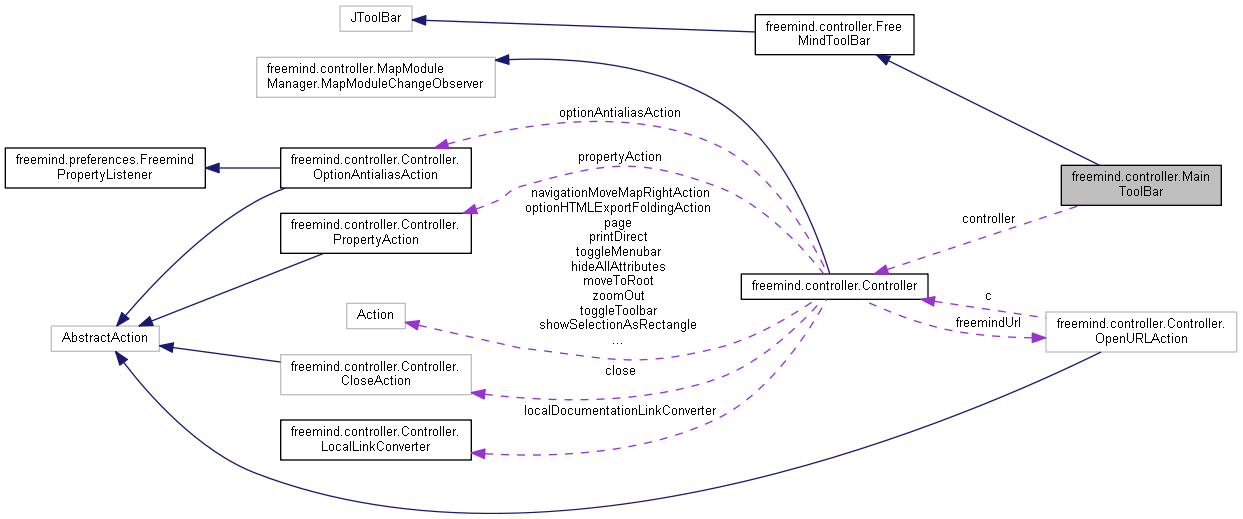 JToolBar
freemind.controller.Free
MindToolBar
freemind.controller.MapModule
Manager.MapModuleChangeObserver
optionAntialiasAction
freemind.preferences.Freemind
PropertyListener
freemind.controller.Controller.
OptionAntialiasAction
propertyAction
freemind.controller.Main
ToolBar
navigationMoveMapRightAction
optionHTMLExportFoldingAction
page
printDirect
toggleMenubar
hideAllAttributes
moveToRoot
zoomOut
toggleToolbar
showSelectionAsRectangle
...
freemind.controller.Controller.
PropertyAction
controller
freemind.controller.Controller
c
freemindUrl
Action
freemind.controller.Controller.
OpenURLAction
AbstractAction
freemind.controller.Controller.
CloseAction
close
localDocumentationLinkConverter
freemind.controller.Controller.
LocalLinkConverter